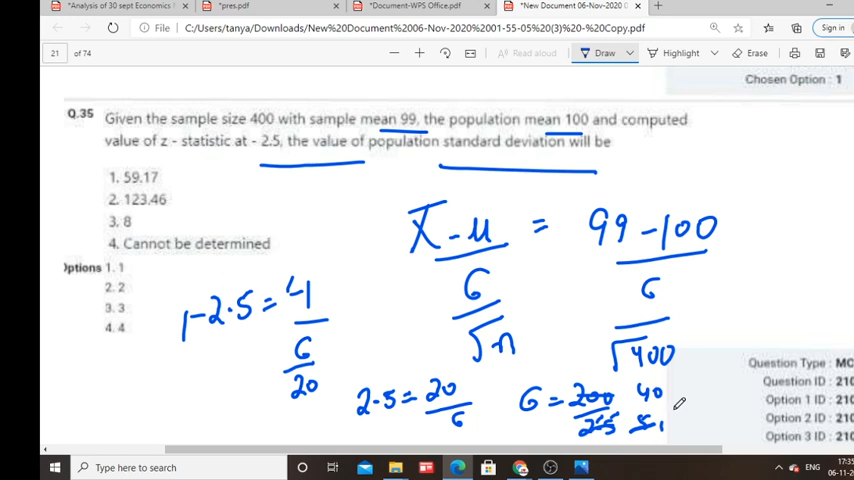 *Analysis of 30 sept Economics
*pres.pdf
*Document-WPS Office.pdf
*New Document 06-Nov-2020 0
File C:/Users/tanya/Downloads/New%20Document%206-Nov-2020%2001-55-05%20(3)%20-%20Copy.pdf
Sign in
21 of 74
Read aloud
Draw
Highlight
Erase
Chosen Option : 1
Q.35 Given the sample size 400 with sample mean 99, the population mean 100 and computed
value of z - statistic at - 2.5, the value of population standard deviation will be
1. 59.17
2. 123.46
3. 8
4. Cannot be determined
Options 1. 1
2. 2
3. 3
4. 4
X̅ - μ = 99 - 100
σ σ
√n √400
-2.5 = -1
σ
20
2.5 = 20
σ
σ = 200 40
25 5
Question Type : MC
Question ID : 210
Option 1 ID : 210
Option 2 ID : 210
Option 3 ID : 210
Type here to search
17:35
06-11-20